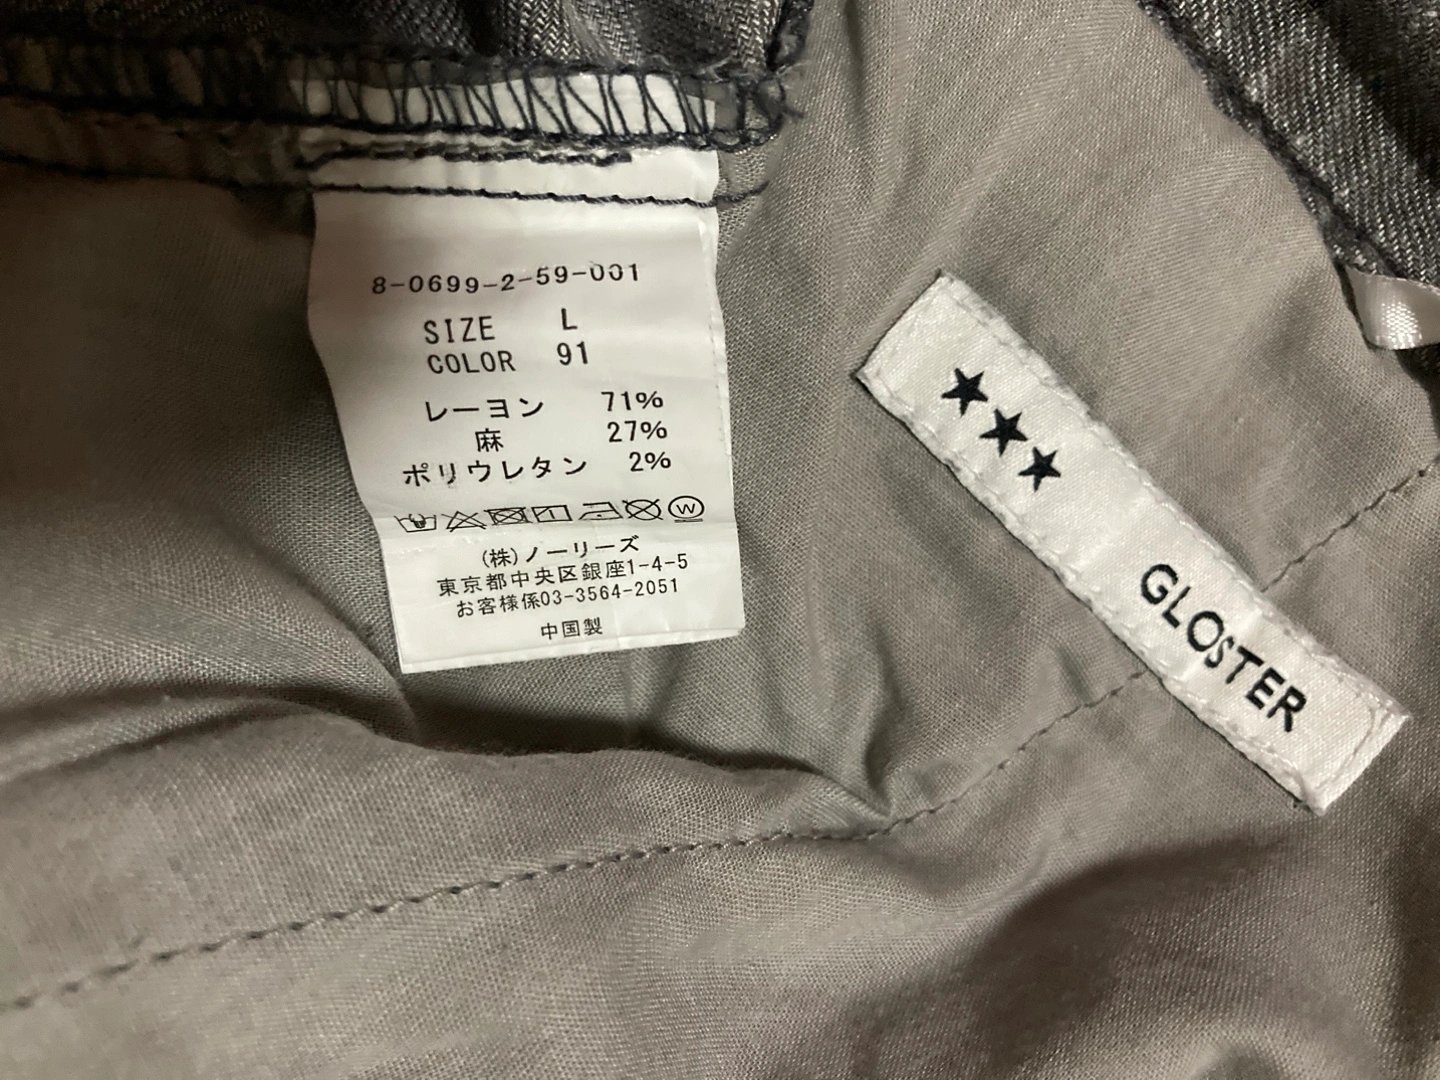 8-0699-2-59-001
SIZE L
COLOR 91
レーヨン 71%
麻 27%
ポリウレタン 2%
W
(株)ノーリーズ
東京都中央区銀座1-4-5
お客様係03-3564-2051
中国製
★★★ GLOSTER